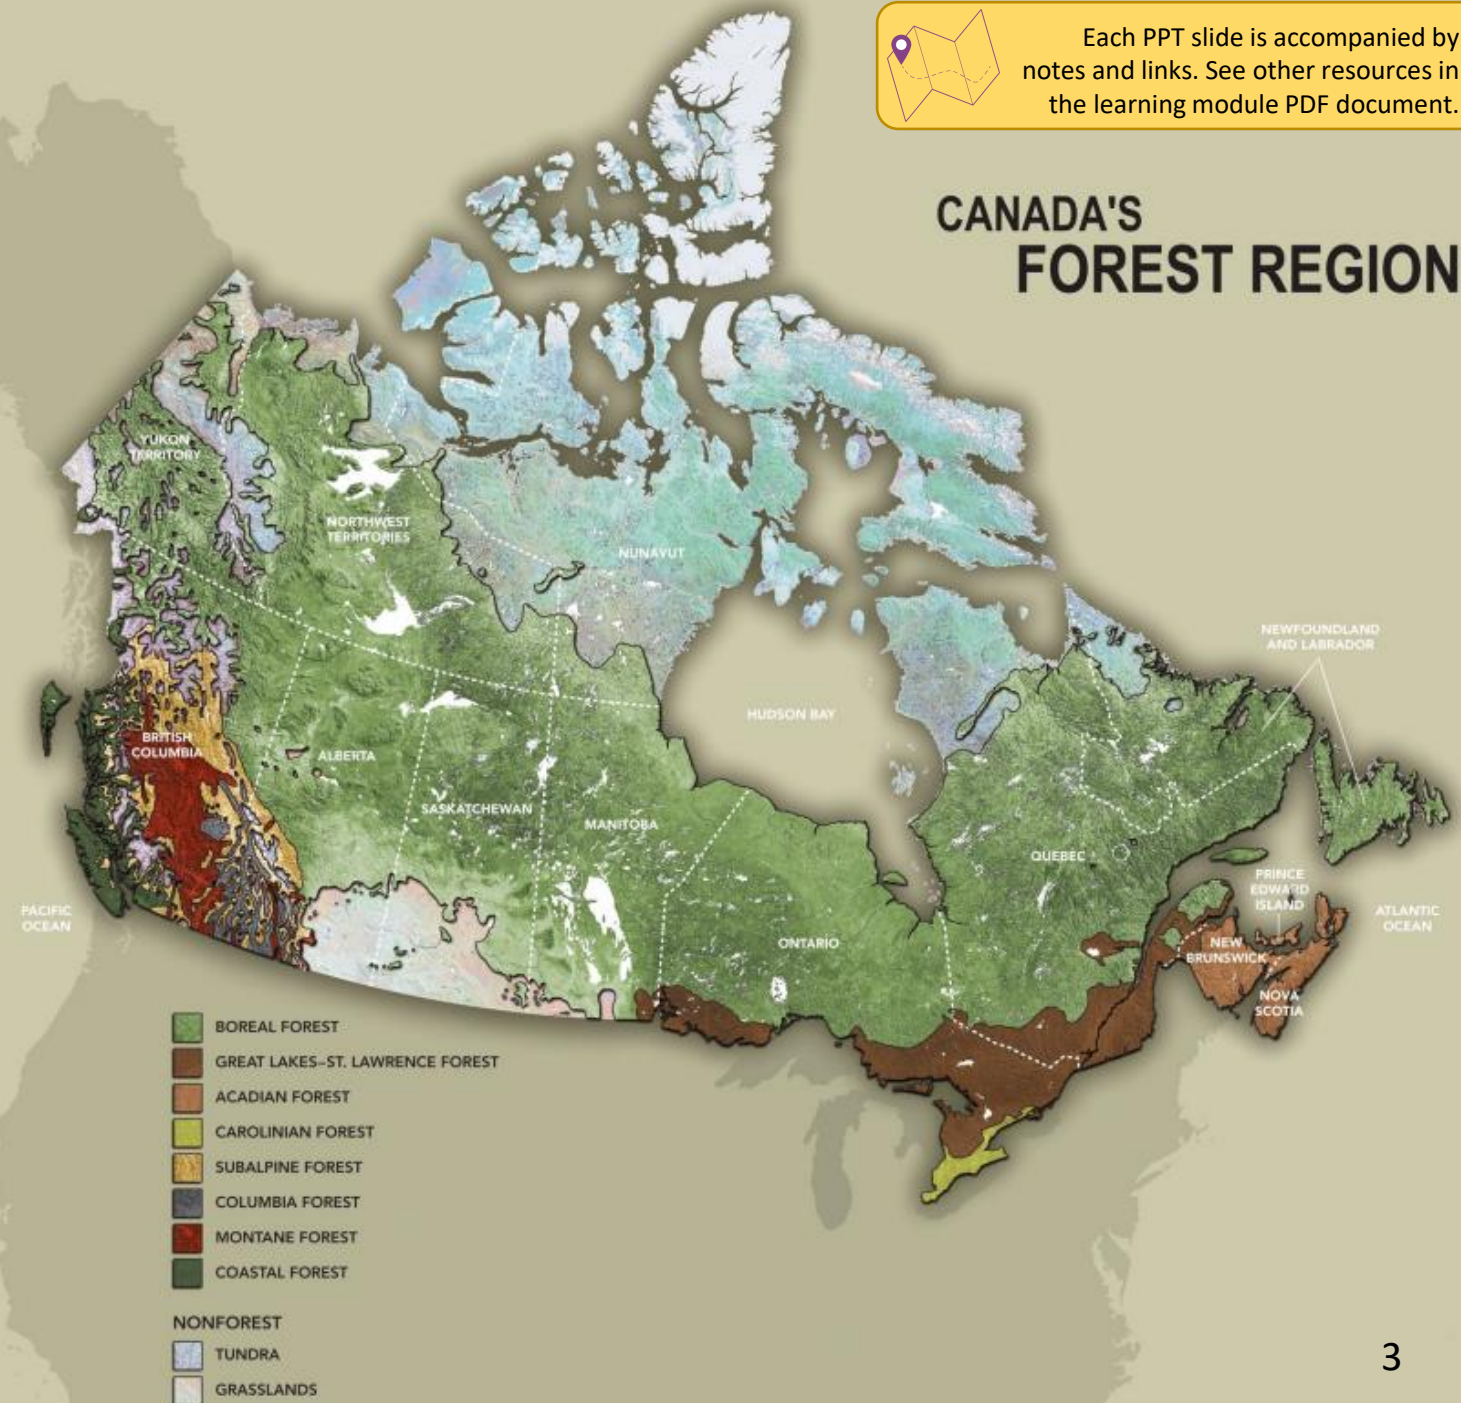 Each PPT slide is accompanied by
notes and links. See other resources in
the learning module PDF document.
CANADA'S
FOREST REGION
YUKON
TERRITORY
NORTHWEST
TERRITORIES
NUNAVUT
NEWFOUNDLAND
AND LABRADOR
HUDSON BAY
BRITISH
COLUMBIA
ALBERTA
SASKATCHEWAN
MANITOBA
QUEBEC
PRINCE
EDWARD
ISLAND
PACIFIC
OCEAN
ATLANTIC
OCEAN
ONTARIO
NEW
BRUNSWICK
NOVA
SCOTIA
BOREAL FOREST
GREAT LAKES–ST. LAWRENCE FOREST
ACADIAN FOREST
CAROLINIAN FOREST
SUBALPINE FOREST
COLUMBIA FOREST
MONTANE FOREST
COASTAL FOREST
NONFOREST
TUNDRA
GRASSLANDS
3